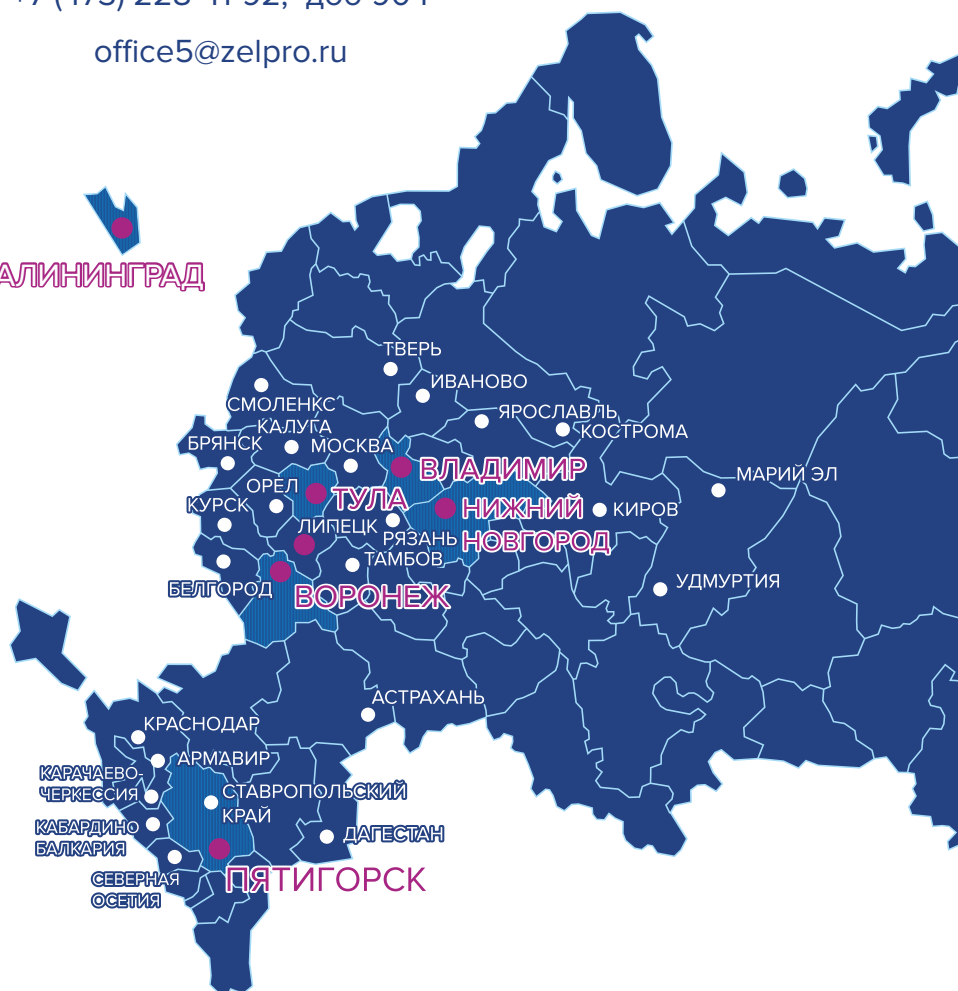 office5@zelpro.ru
ТВЕРЬ
ИВАНОВО
СМОЛЕНКС
ЯРОСЛАВЛЬ
КАЛУГА
КОСТРОМА
БРЯНСК
МОСКВА
ВЛАДИМИР
МАРИЙ ЭЛ
ОРЕЛ
ТУЛА
КУРСК
НИЖНИЙ
НОВГОРОД
КИРОВ
ЛИПЕЦК
РЯЗАНЬ
ТАМБОВ
БЕЛГОРОД
ВОРОНЕЖ
УДМУРТИЯ
АСТРАХАНЬ
КРАСНОДАР
АРМАВИР
КАРАЧАЕВО-
ЧЕРКЕССИЯ
СТАВРОПОЛЬСКИЙ
КРАЙ
КАБАРДИНО
БАЛКАРИЯ
ДАГЕСТАН
СЕВЕРНАЯ
ОСЕТИЯ
ПЯТИГОРСК